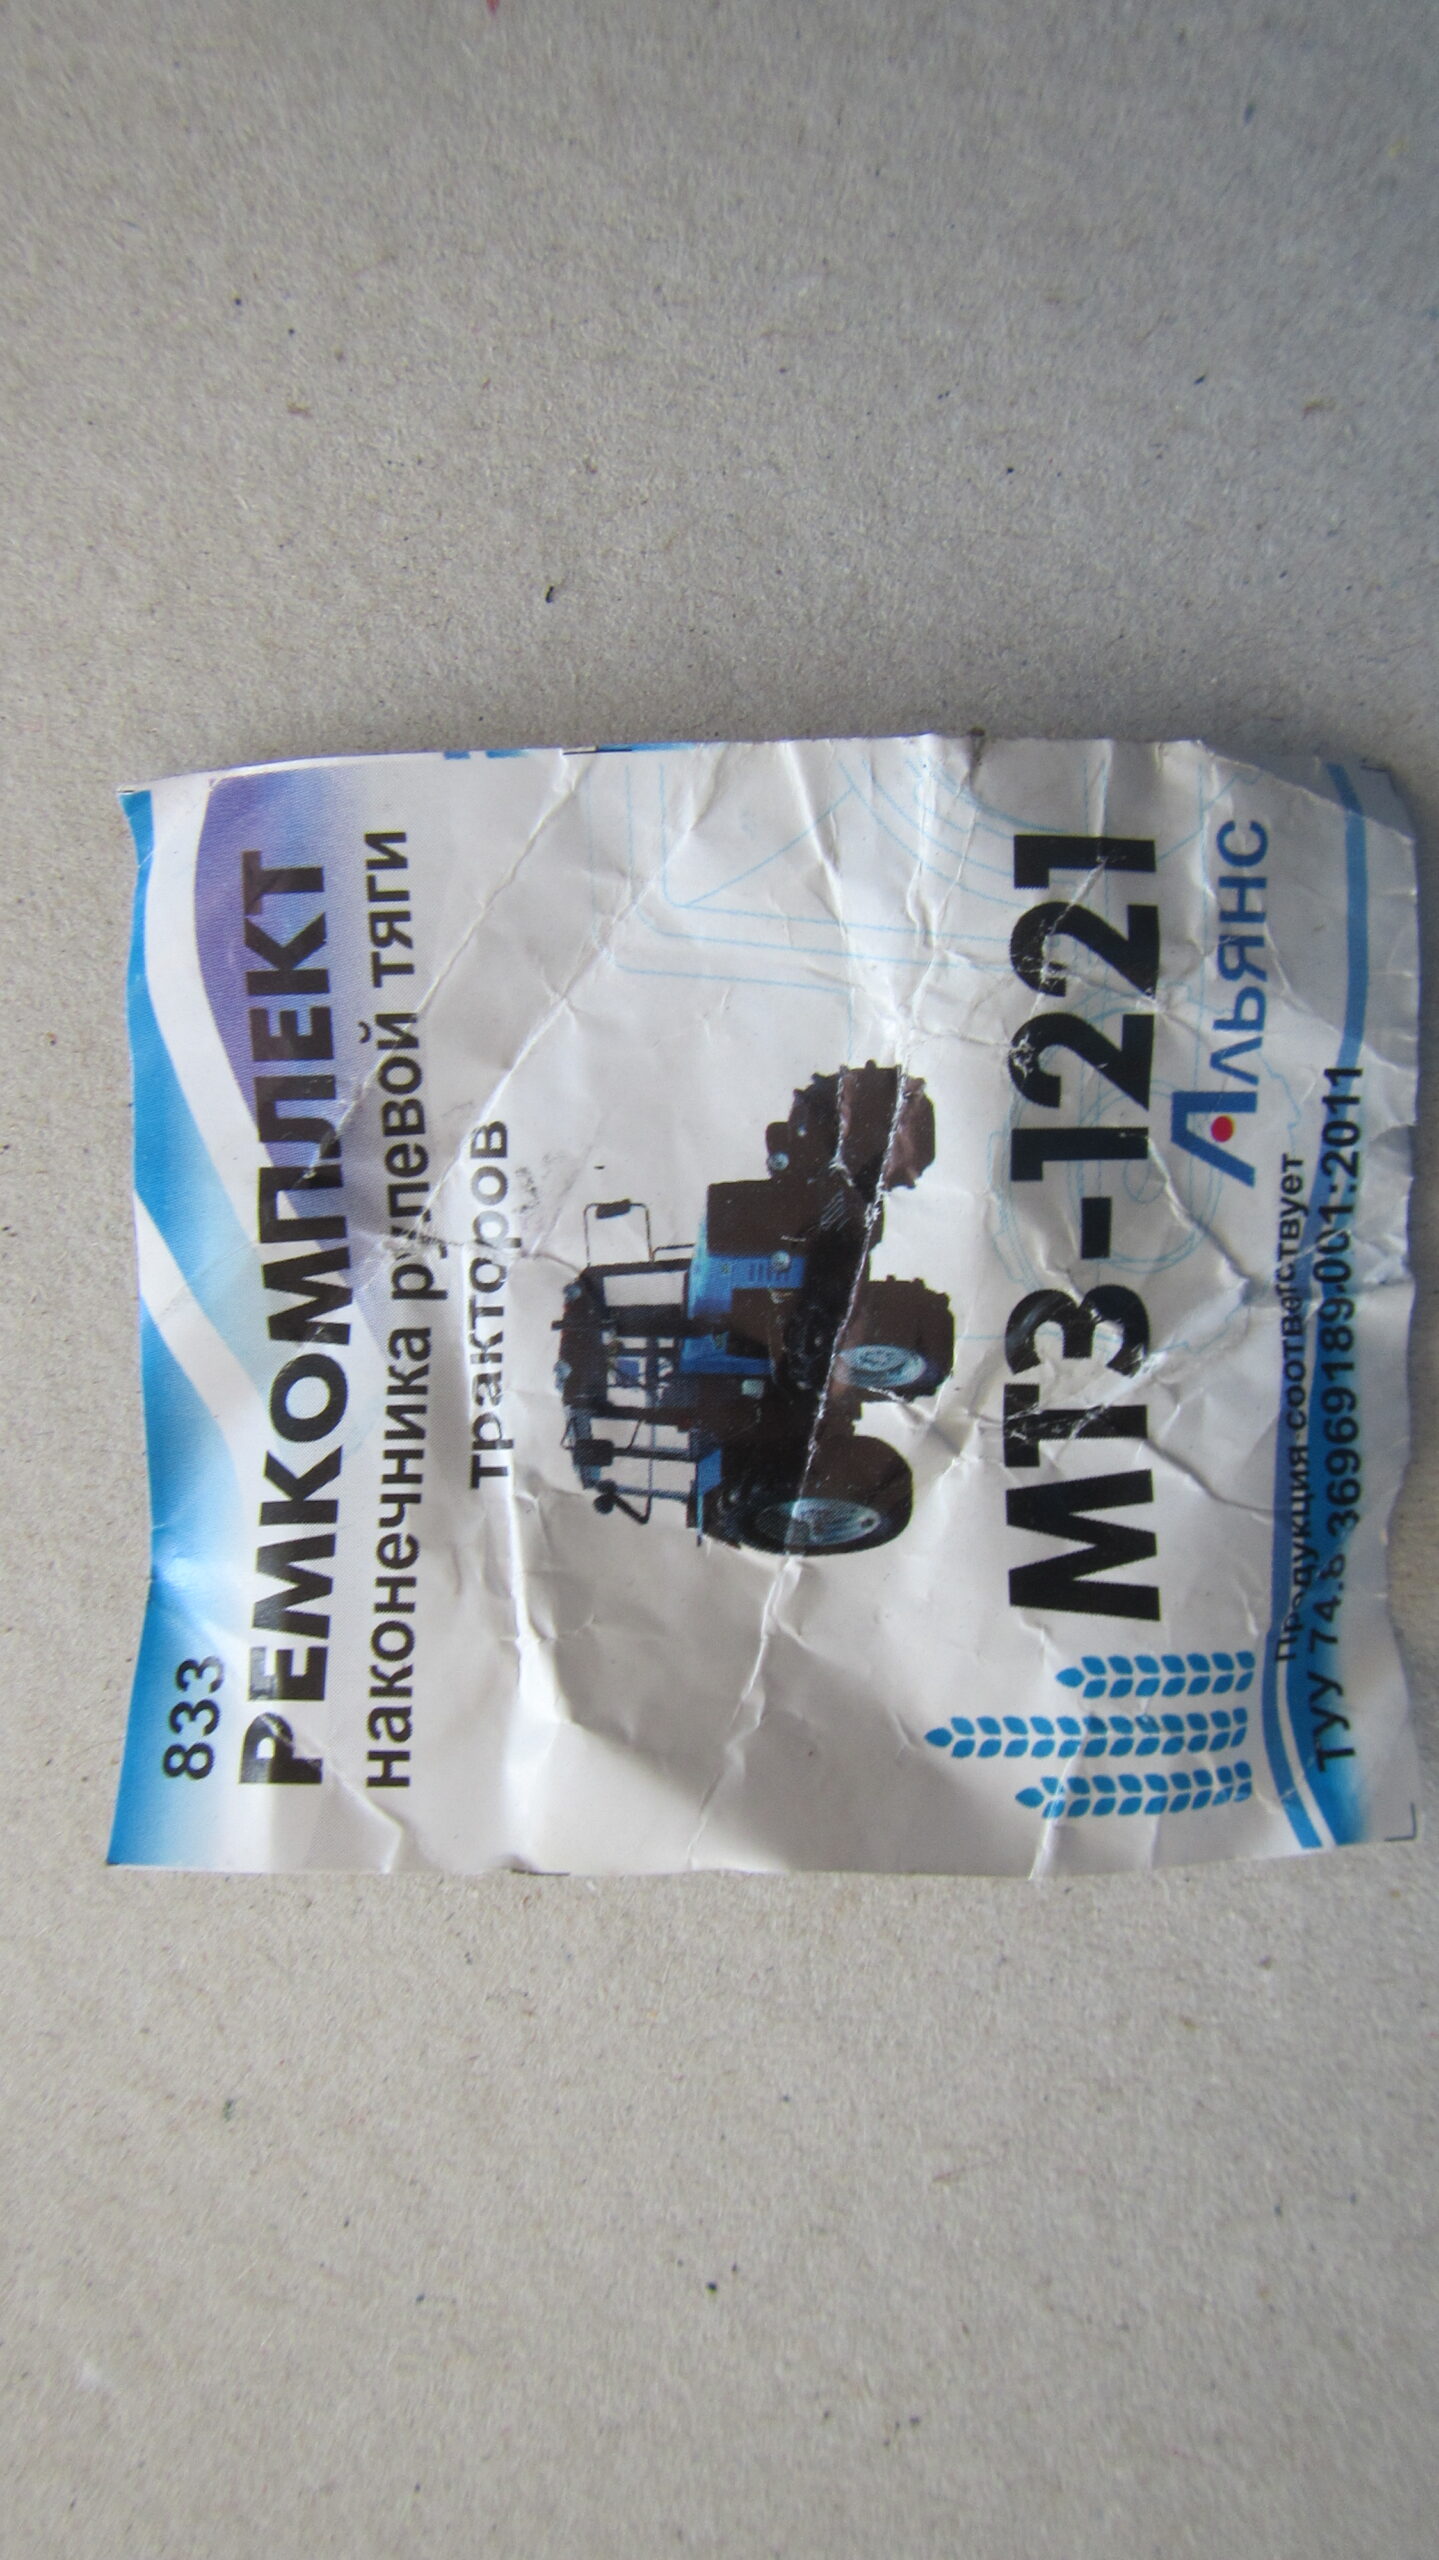 833
РЕМКОМПЛЕКТ
наконечника рулевой тяги
тракторов
МТЗ-1221
Альянс
Продукция соответствует
ТУУ 74.8 36969189.001:2011